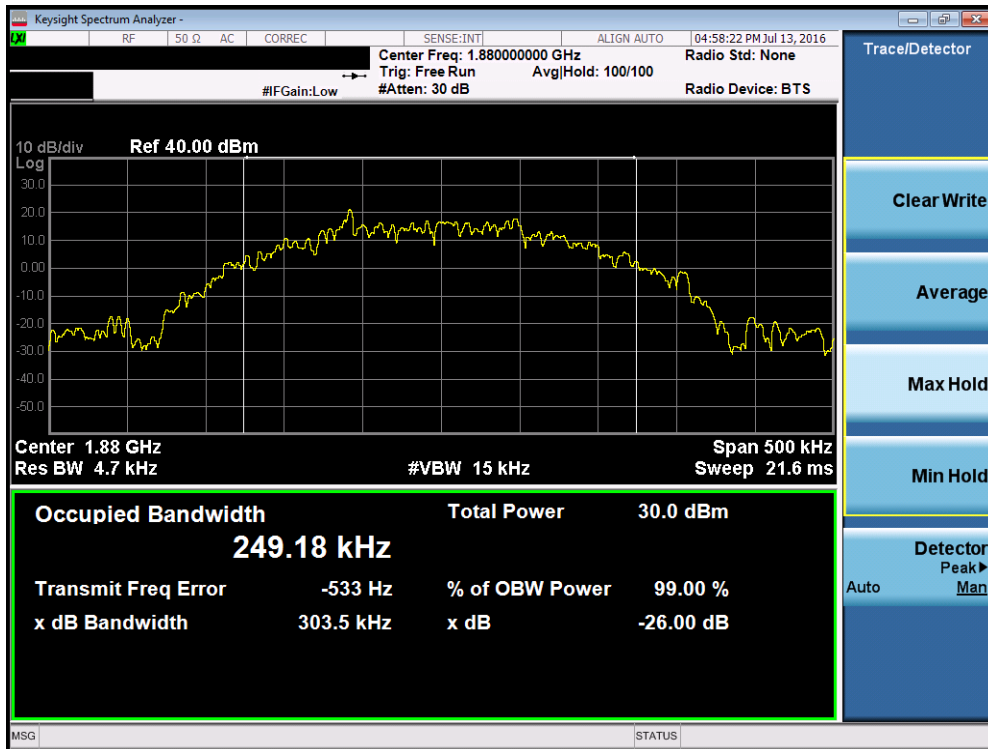 Keysight Spectrum Analyzer -
LXI RF 50 Ω AC CORREC SENSE:INT ALIGN AUTO 04:58:22 PM Jul 13, 2016
Center Freq: 1.880000000 GHz Radio Std: None
Trig: Free Run Avg|Hold: 100/100
#IFGain:Low #Atten: 30 dB Radio Device: BTS
Trace/Detector
10 dB/div Ref 40.00 dBm
Log
30.0
20.0
10.0
0.00
-10.0
-20.0
-30.0
-40.0
-50.0
Center 1.88 GHz Span 500 kHz
Res BW 4.7 kHz #VBW 15 kHz Sweep 21.6 ms
Occupied Bandwidth Total Power 30.0 dBm
249.18 kHz
Transmit Freq Error -533 Hz % of OBW Power 99.00 %
x dB Bandwidth 303.5 kHz x dB -26.00 dB
Clear Write
Average
Max Hold
Min Hold
Detector
Peak▶
Auto Man
MSG STATUS